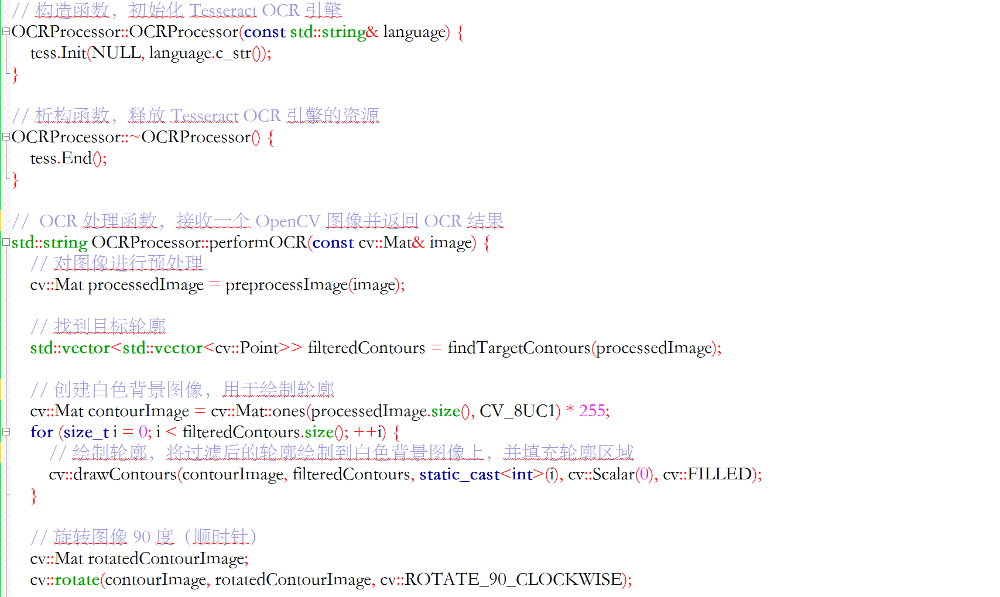 // 构造函数，初始化 Tesseract OCR 引擎
OCRProcessor::OCRProcessor(const std::string& language) {
    tess.Init(NULL, language.c_str());
}

// 析构函数，释放 Tesseract OCR 引擎的资源
OCRProcessor::~OCRProcessor() {
    tess.End();
}

//  OCR 处理函数，接收一个 OpenCV 图像并返回 OCR 结果
std::string OCRProcessor::performOCR(const cv::Mat& image) {
    // 对图像进行预处理
    cv::Mat processedImage = preprocessImage(image);

    // 找到目标轮廓
    std::vector<std::vector<cv::Point>> filteredContours = findTargetContours(processedImage);

    // 创建白色背景图像，用于绘制轮廓
    cv::Mat contourImage = cv::Mat::ones(processedImage.size(), CV_8UC1) * 255;
    for (size_t i = 0; i < filteredContours.size(); ++i) {
        // 绘制轮廓，将过滤后的轮廓绘制到白色背景图像上，并填充轮廓区域
        cv::drawContours(contourImage, filteredContours, static_cast<int>(i), cv::Scalar(0), cv::FILLED);
    }

    // 旋转图像 90 度（顺时针）
    cv::Mat rotatedContourImage;
    cv::rotate(contourImage, rotatedContourImage, cv::ROTATE_90_CLOCKWISE);